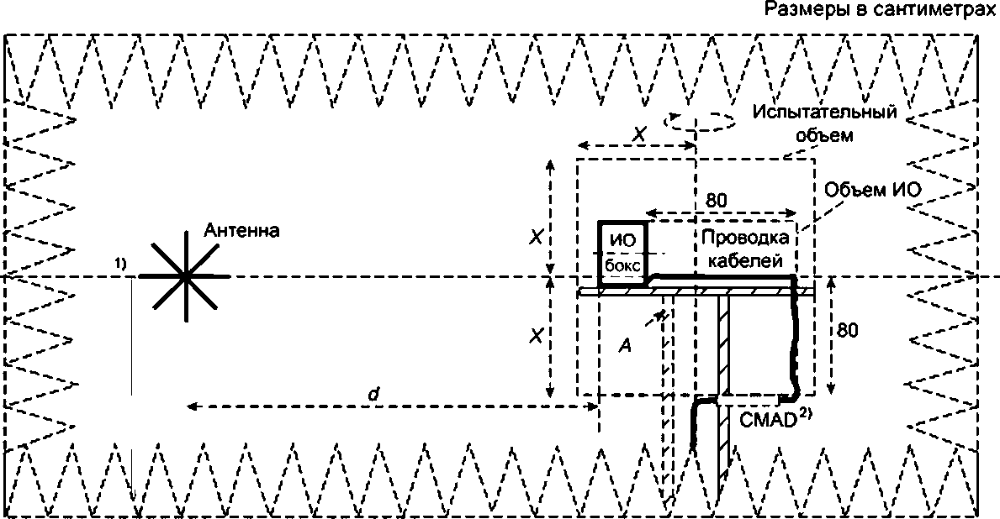 Размеры в сантиметрах
Испытательный
объем
X
Объем ИО
80
Антенна
X
ИО
бокс
Проводка
кабелей
1)
X
A
80
d
CMAD2)